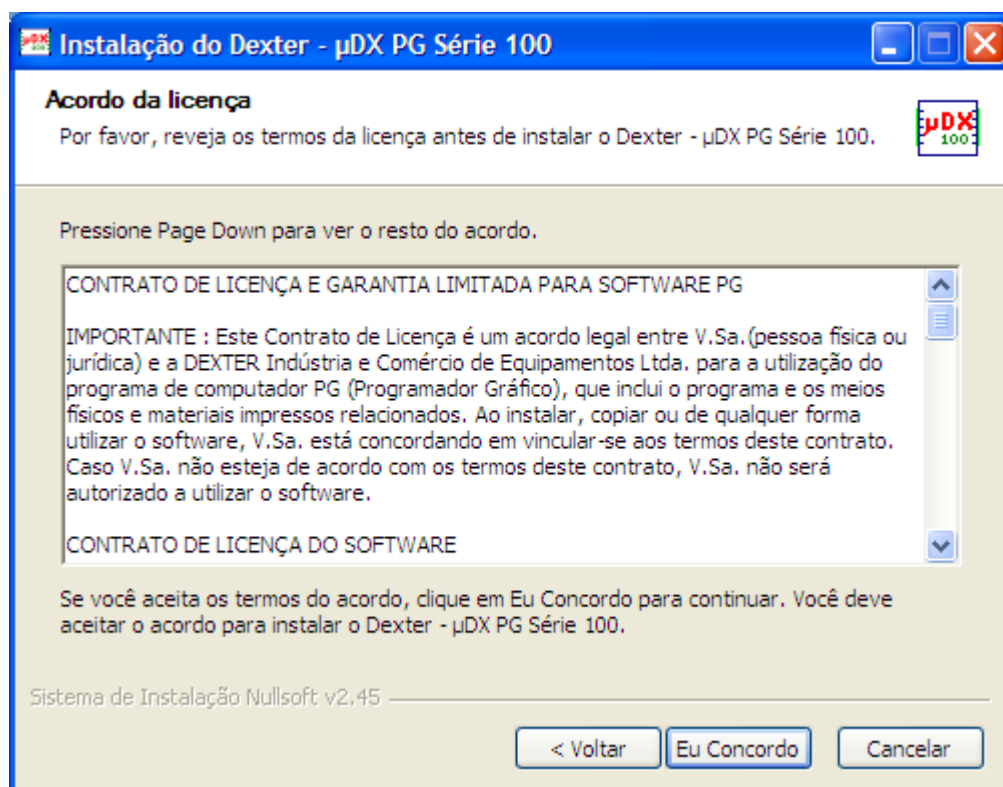 Instalação do Dexter - µDX PG Série 100
Acordo da licença
Por favor, reveja os termos da licença antes de instalar o Dexter - µDX PG Série 100.
µDX
100
Pressione Page Down para ver o resto do acordo.
CONTRATO DE LICENÇA E GARANTIA LIMITADA PARA SOFTWARE PG
IMPORTANTE : Este Contrato de Licença é um acordo legal entre V.Sa.(pessoa física ou
jurídica) e a DEXTER Indústria e Comércio de Equipamentos Ltda. para a utilização do
programa de computador PG (Programador Gráfico), que inclui o programa e os meios
físicos e materiais impressos relacionados. Ao instalar, copiar ou de qualquer forma
utilizar o software, V.Sa. está concordando em vincular-se aos termos deste contrato.
Caso V.Sa. não esteja de acordo com os termos deste contrato, V.Sa. não será
autorizado a utilizar o software.
CONTRATO DE LICENÇA DO SOFTWARE
Se você aceita os termos do acordo, clique em Eu Concordo para continuar. Você deve
aceitar o acordo para instalar o Dexter - µDX PG Série 100.
Sistema de Instalação Nullsoft v2.45
< Voltar
Eu Concordo
Cancelar